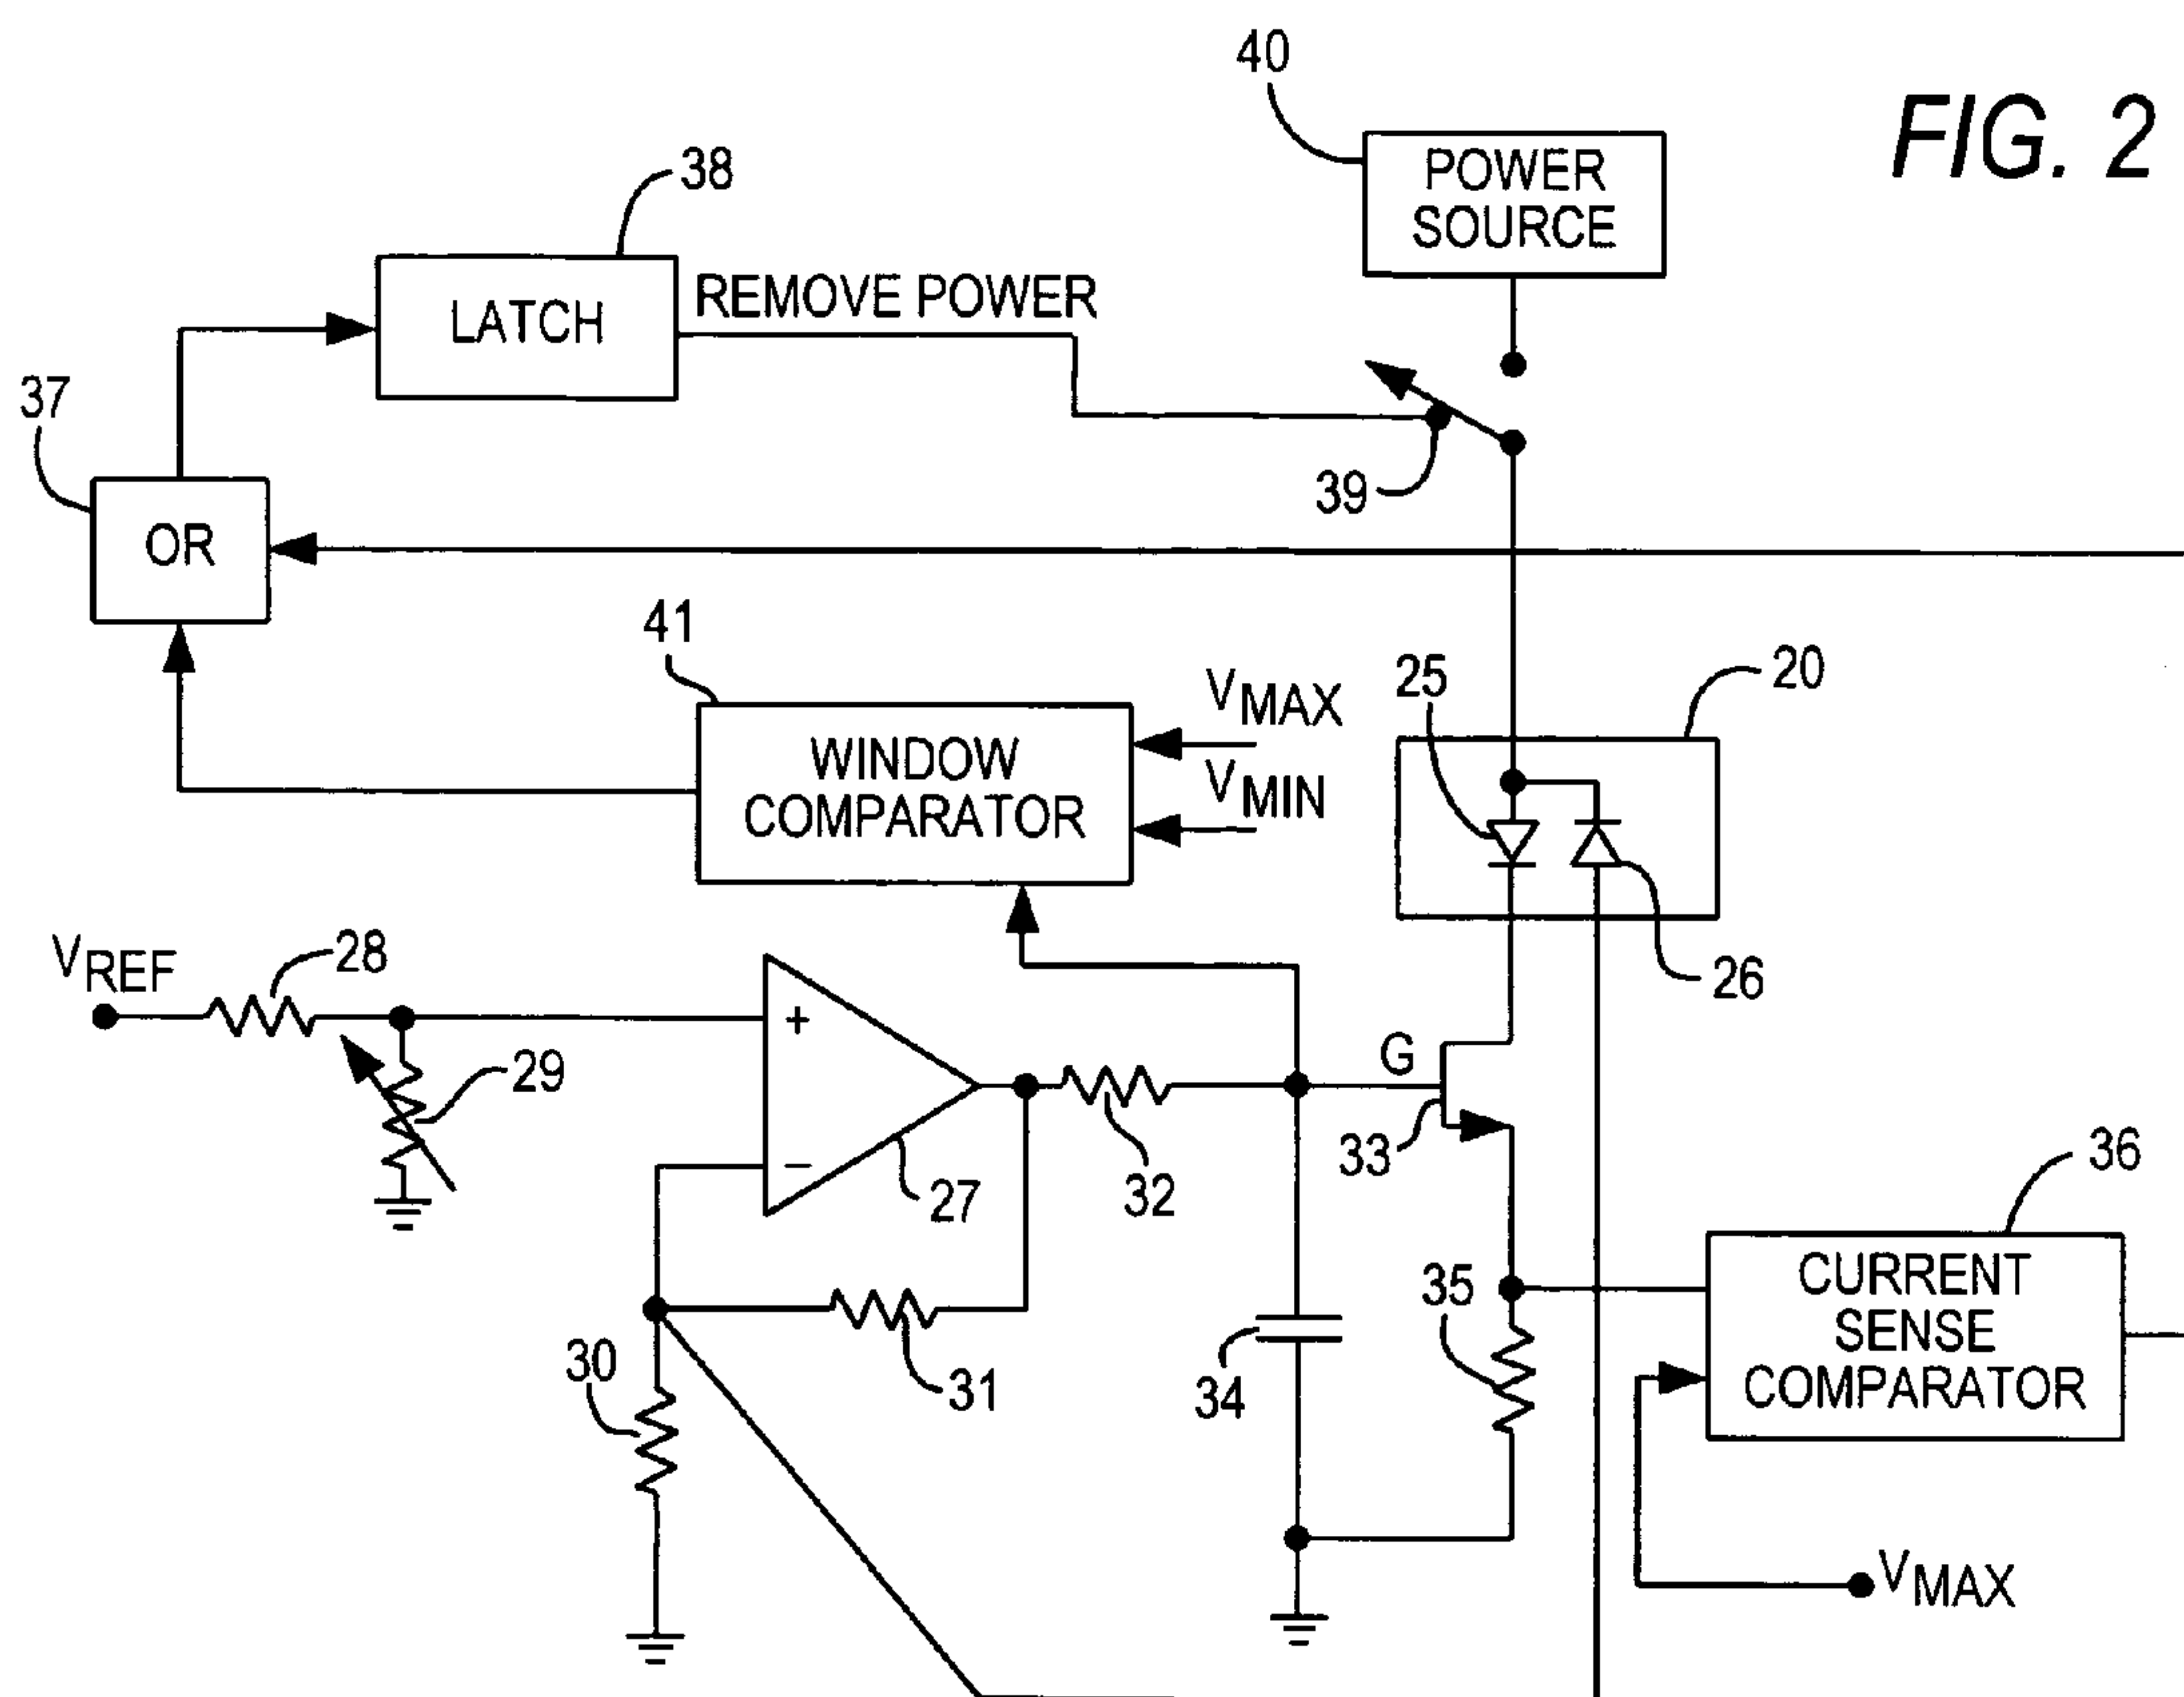 FIG. 2
40
POWER
SOURCE
38
LATCH
REMOVE POWER
39
37
OR
41
WINDOW
COMPARATOR
VMAX
VMIN
25
20
26
VREF
28
29
+
−
27
32
G
33
30
31
34
35
36
CURRENT
SENSE
COMPARATOR
VMAX